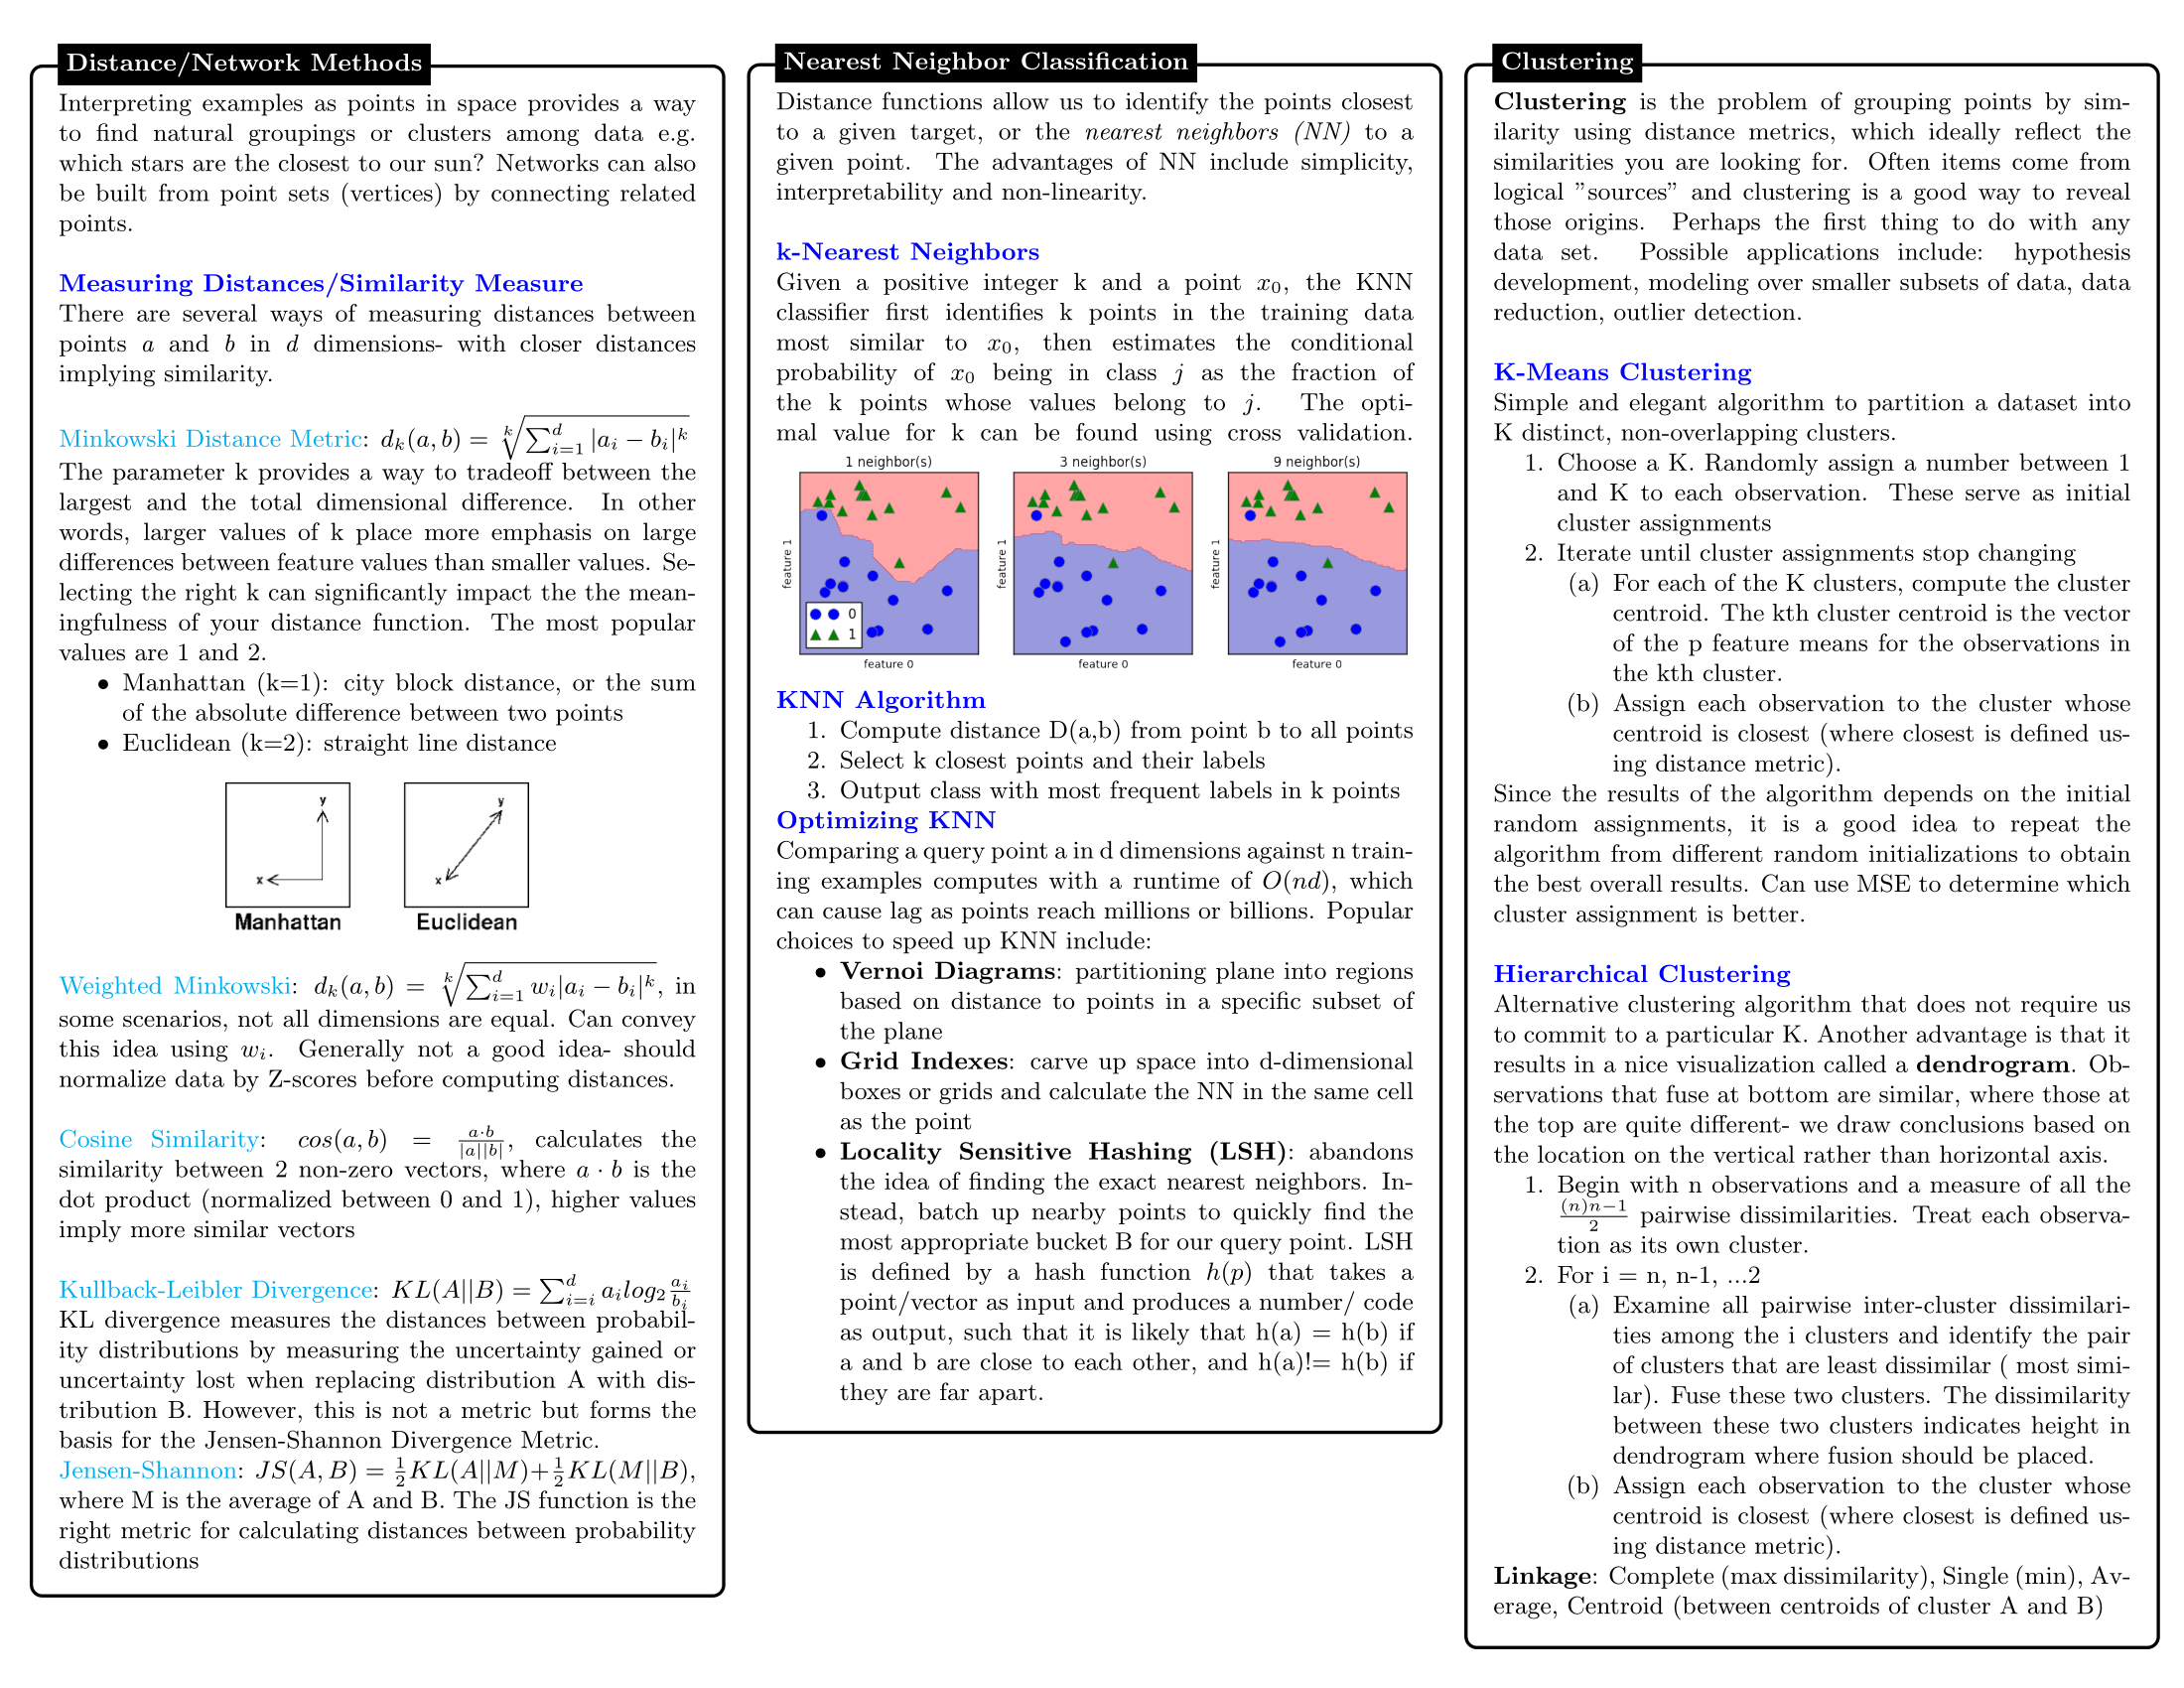 Distance/Network Methods
Interpreting examples as points in space provides a way
to find natural groupings or clusters among data e.g.
which stars are the closest to our sun? Networks can also
be built from point sets (vertices) by connecting related
points.
Measuring Distances/Similarity Measure
There are several ways of measuring distances between
points a and b in d dimensions- with closer distances
implying similarity.
Minkowski Distance Metric: d_k(a, b) = \sqrt[k]{\sum_{i=1}^{d} |a_i − b_i|^k}
The parameter k provides a way to tradeoff between the
largest and the total dimensional difference. In other
words, larger values of k place more emphasis on large
differences between feature values than smaller values. Se-
lecting the right k can significantly impact the the mean-
ingfulness of your distance function. The most popular
values are 1 and 2.
• Manhattan (k=1): city block distance, or the sum
of the absolute difference between two points
• Euclidean (k=2): straight line distance
y
x
Manhattan
y
x
Euclidean
Weighted Minkowski: d_k(a, b) = \sqrt[k]{\sum_{i=1}^{d} w_i|a_i − b_i|^k}, in
some scenarios, not all dimensions are equal. Can convey
this idea using w_i. Generally not a good idea- should
normalize data by Z-scores before computing distances.
Cosine Similarity: cos(a, b) = \frac{a·b}{|a||b|}, calculates the
similarity between 2 non-zero vectors, where a · b is the
dot product (normalized between 0 and 1), higher values
imply more similar vectors
Kullback-Leibler Divergence: KL(A||B) = \sum_{i=i}^{d} a_i log_2 \frac{a_i}{b_i}
KL divergence measures the distances between probabil-
ity distributions by measuring the uncertainty gained or
uncertainty lost when replacing distribution A with dis-
tribution B. However, this is not a metric but forms the
basis for the Jensen-Shannon Divergence Metric.
Jensen-Shannon: JS(A, B) = \frac{1}{2}KL(A||M)+\frac{1}{2}KL(M||B),
where M is the average of A and B. The JS function is the
right metric for calculating distances between probability
distributions
Nearest Neighbor Classification
Distance functions allow us to identify the points closest
to a given target, or the nearest neighbors (NN) to a
given point. The advantages of NN include simplicity,
interpretability and non-linearity.
k-Nearest Neighbors
Given a positive integer k and a point x_0, the KNN
classifier first identifies k points in the training data
most similar to x_0, then estimates the conditional
probability of x_0 being in class j as the fraction of
the k points whose values belong to j. The opti-
mal value for k can be found using cross validation.
1 neighbor(s)
feature 1
0
1
feature 0
3 neighbor(s)
feature 1
feature 0
9 neighbor(s)
feature 1
feature 0
KNN Algorithm
1. Compute distance D(a,b) from point b to all points
2. Select k closest points and their labels
3. Output class with most frequent labels in k points
Optimizing KNN
Comparing a query point a in d dimensions against n train-
ing examples computes with a runtime of O(nd), which
can cause lag as points reach millions or billions. Popular
choices to speed up KNN include:
• Vernoi Diagrams: partitioning plane into regions
based on distance to points in a specific subset of
the plane
• Grid Indexes: carve up space into d-dimensional
boxes or grids and calculate the NN in the same cell
as the point
• Locality Sensitive Hashing (LSH): abandons
the idea of finding the exact nearest neighbors. In-
stead, batch up nearby points to quickly find the
most appropriate bucket B for our query point. LSH
is defined by a hash function h(p) that takes a
point/vector as input and produces a number/ code
as output, such that it is likely that h(a) = h(b) if
a and b are close to each other, and h(a)!= h(b) if
they are far apart.
Clustering
Clustering is the problem of grouping points by sim-
ilarity using distance metrics, which ideally reflect the
similarities you are looking for. Often items come from
logical ”sources” and clustering is a good way to reveal
those origins. Perhaps the first thing to do with any
data set. Possible applications include: hypothesis
development, modeling over smaller subsets of data, data
reduction, outlier detection.
K-Means Clustering
Simple and elegant algorithm to partition a dataset into
K distinct, non-overlapping clusters.
1. Choose a K. Randomly assign a number between 1
and K to each observation. These serve as initial
cluster assignments
2. Iterate until cluster assignments stop changing
(a) For each of the K clusters, compute the cluster
centroid. The kth cluster centroid is the vector
of the p feature means for the observations in
the kth cluster.
(b) Assign each observation to the cluster whose
centroid is closest (where closest is defined us-
ing distance metric).
Since the results of the algorithm depends on the initial
random assignments, it is a good idea to repeat the
algorithm from different random initializations to obtain
the best overall results. Can use MSE to determine which
cluster assignment is better.
Hierarchical Clustering
Alternative clustering algorithm that does not require us
to commit to a particular K. Another advantage is that it
results in a nice visualization called a dendrogram. Ob-
servations that fuse at bottom are similar, where those at
the top are quite different- we draw conclusions based on
the location on the vertical rather than horizontal axis.
1. Begin with n observations and a measure of all the
\frac{(n)n−1}{2} pairwise dissimilarities. Treat each observa-
tion as its own cluster.
2. For i = n, n-1, ...2
(a) Examine all pairwise inter-cluster dissimilari-
ties among the i clusters and identify the pair
of clusters that are least dissimilar ( most simi-
lar). Fuse these two clusters. The dissimilarity
between these two clusters indicates height in
dendrogram where fusion should be placed.
(b) Assign each observation to the cluster whose
centroid is closest (where closest is defined us-
ing distance metric).
Linkage: Complete (max dissimilarity), Single (min), Av-
erage, Centroid (between centroids of cluster A and B)